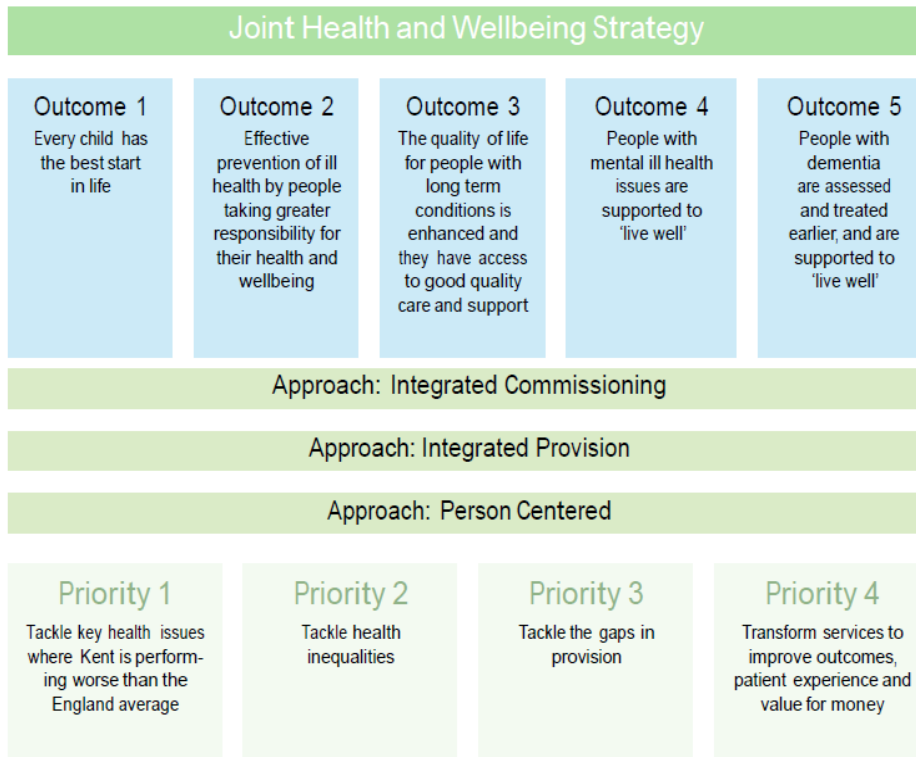 Joint Health and Wellbeing Strategy
Outcome 1
Every child has
the best start
in life
Outcome 2
Effective
prevention of ill
health by people
taking greater
responsibility for
their health and
wellbeing
Outcome 3
The quality of life
for people with
long term
conditions is
enhanced and
they have access
to good quality
care and support
Outcome 4
People with
mental ill health
issues are
supported to
‘live well’
Outcome 5
People with
dementia
are assessed
and treated
earlier, and are
supported to
‘live well’
Approach: Integrated Commissioning
Approach: Integrated Provision
Approach: Person Centered
Priority 1
Tackle key health issues
where Kent is perform-
ing worse than the
England average
Priority 2
Tackle health
inequalities
Priority 3
Tackle the gaps in
provision
Priority 4
Transform services to
improve outcomes,
patient experience and
value for money